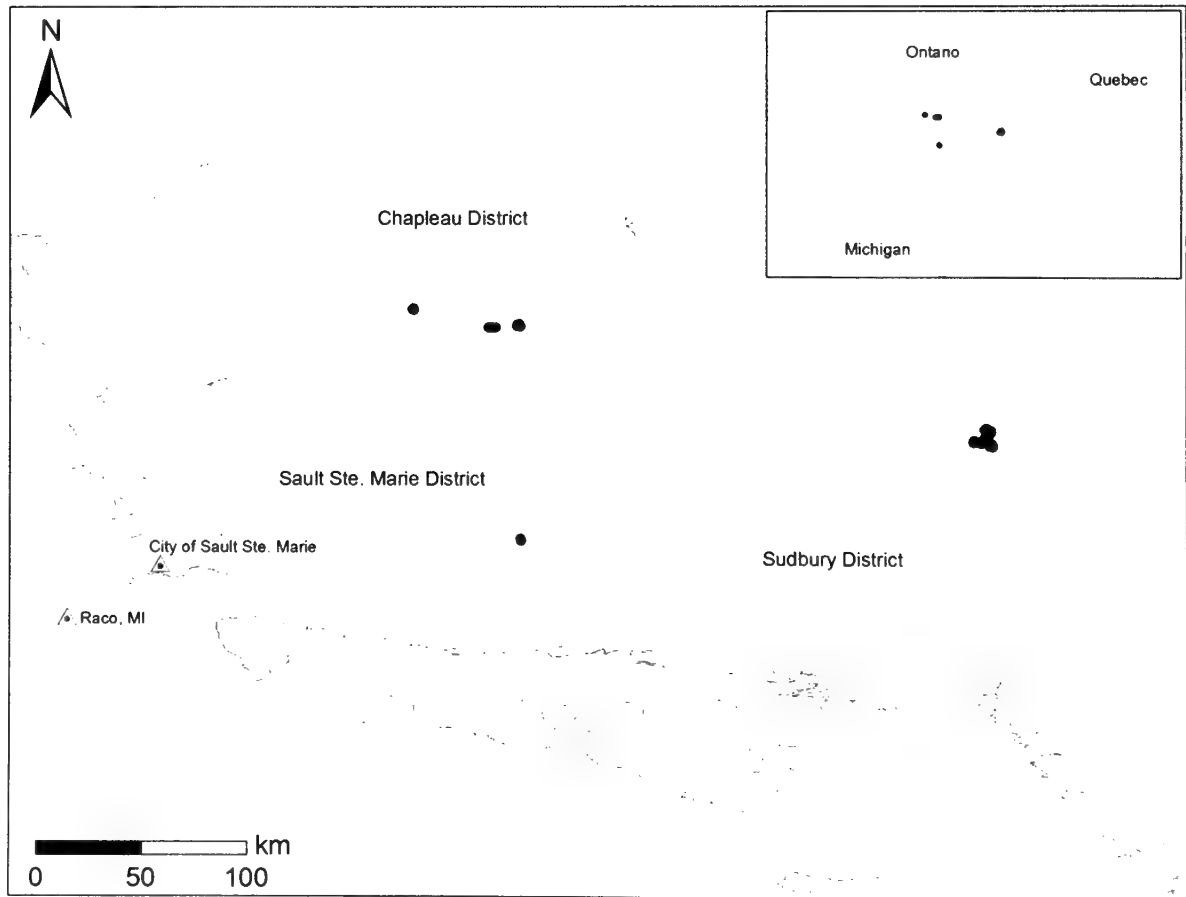 N
Ontano
Quebec
Michigan
Chapleau District
Sault Ste. Marie District
City of Sault Ste. Marie
Sudbury District
Raco, MI
km
0 50 100